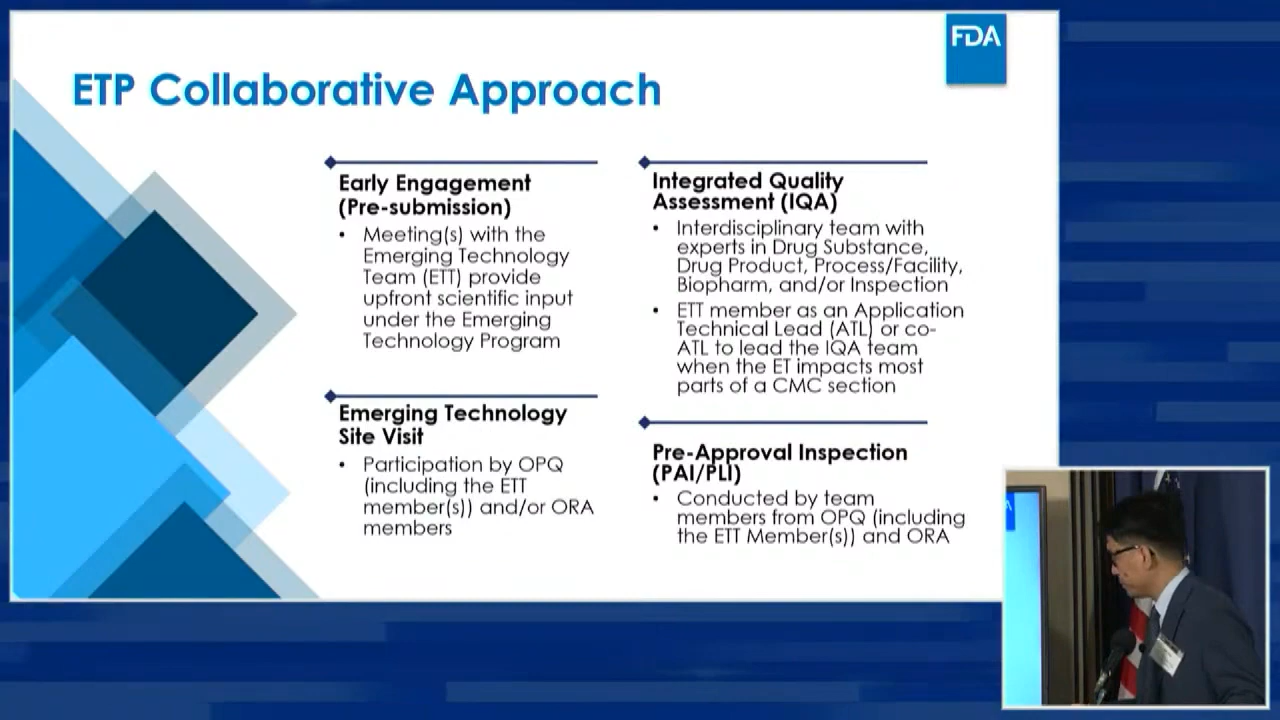 FDA
ETP Collaborative Approach
Early Engagement
(Pre-submission)
• Meeting(s) with the
Emerging Technology
Team (ETT) provide
upfront scientific input
under the Emerging
Technology Program
Emerging Technology
Site Visit
• Participation by OPQ
(including the ETT
member(s)) and/or ORA
members
Integrated Quality
Assessment (IQA)
• Interdisciplinary team with
experts in Drug Substance,
Drug Product, Process/Facility,
Biopharm, and/or Inspection
• ETT member as an Application
Technical Lead (ATL) or co-
ATL to lead the IQA team
when the ET impacts most
parts of a CMC section
Pre-Approval Inspection
(PAI/PLI)
• Conducted by team
members from OPQ (including
the ETT Member(s)) and ORA